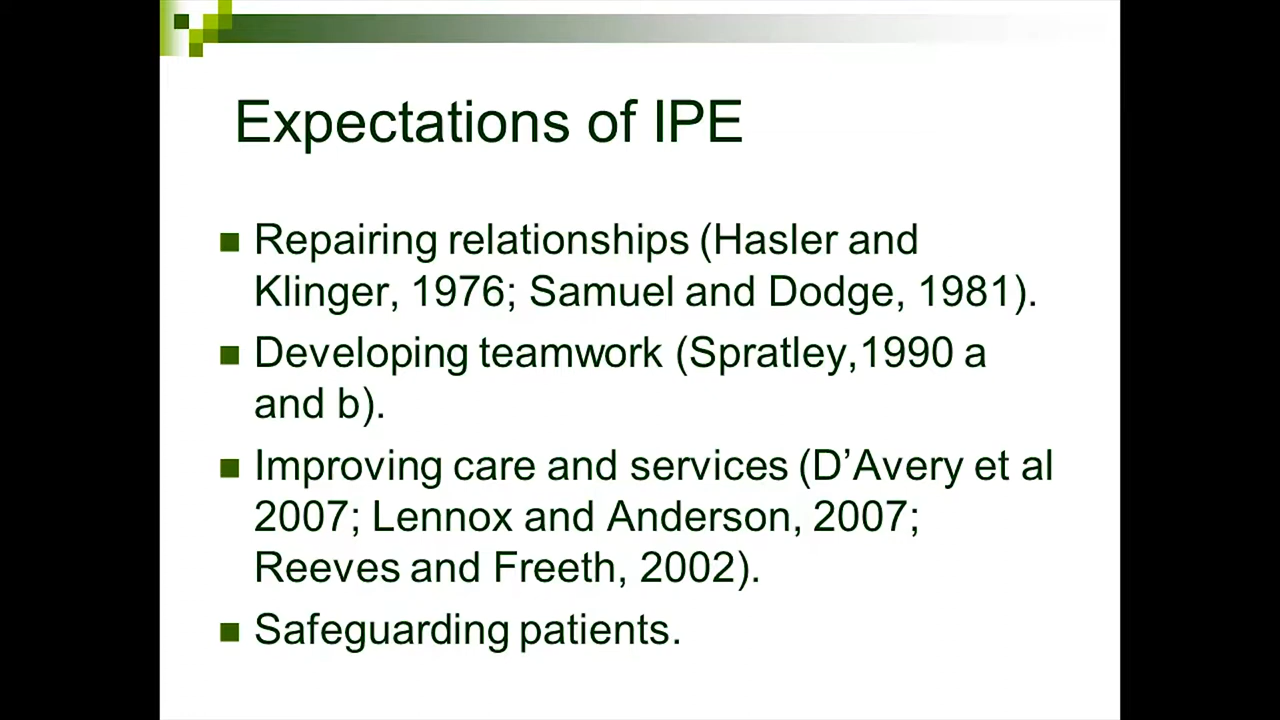 Expectations of IPE
Repairing relationships (Hasler and
Klinger, 1976; Samuel and Dodge, 1981).
Developing teamwork (Spratley,1990 a
and b).
Improving care and services (D’Avery et al
2007; Lennox and Anderson, 2007;
Reeves and Freeth, 2002).
Safeguarding patients.